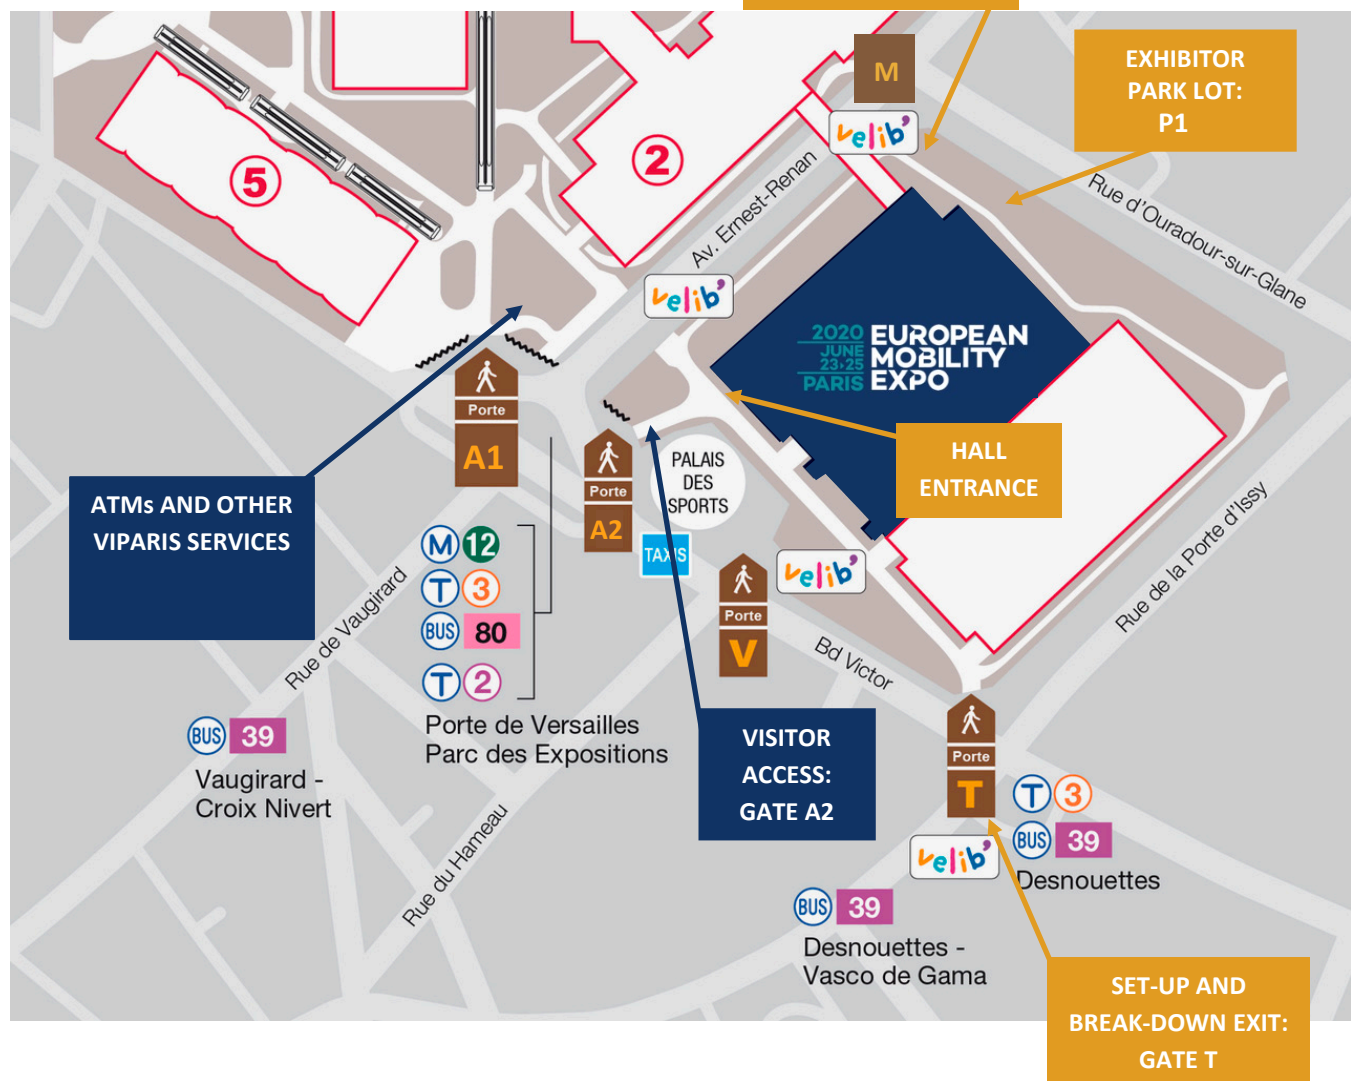 M
EXHIBITOR
PARK LOT:
P1
velib'
5
2
Av. Ernest-Renan
Rue d'Ouradour-sur-Glane
velib'
2020
JUNE
23>25
PARIS
EUROPEAN
MOBILITY
EXPO
Porte
A1
HALL
ENTRANCE
ATMs AND OTHER
VIPARIS SERVICES
Porte
A2
PALAIS
DES
SPORTS
TAXIS
velib'
Porte
V
Rue de la Porte d'Issy
M 12
T 3
BUS 80
T 2
Porte de Versailles
Parc des Expositions
Rue de Vaugirard
Bd Victor
BUS 39
Vaugirard -
Croix Nivert
VISITOR
ACCESS:
GATE A2
Porte
T
T 3
BUS 39
Desnouettes
velib'
Rue du Hameau
BUS 39
Desnouettes -
Vasco de Gama
SET-UP AND
BREAK-DOWN EXIT:
GATE T